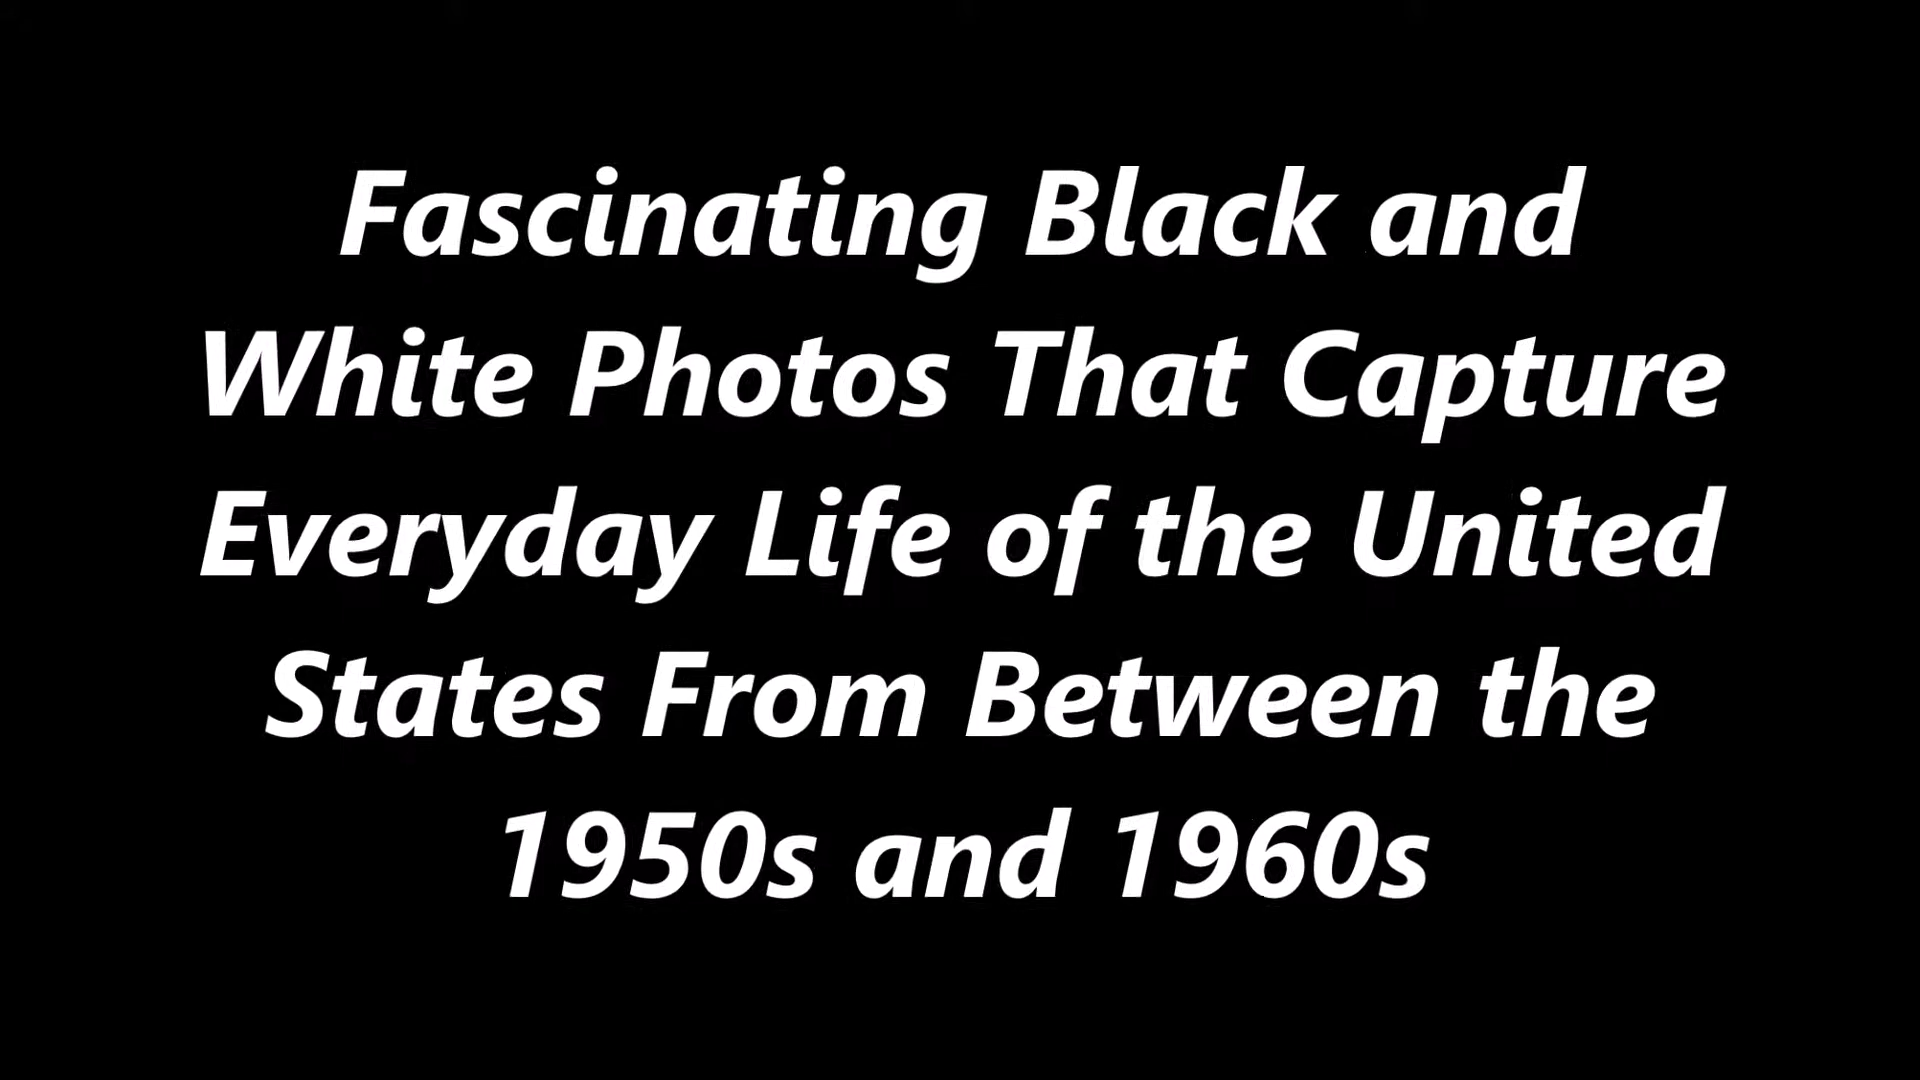 Fascinating Black and
White Photos That Capture
Everyday Life of the United
States From Between the
1950s and 1960s